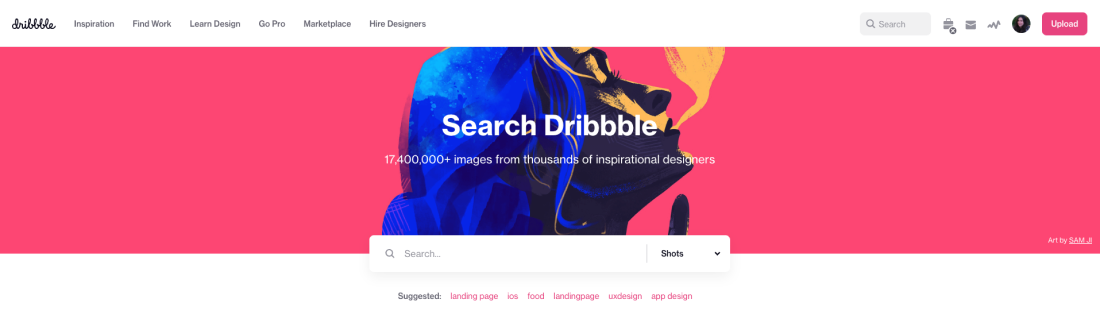 dribbble Inspiration Find Work Learn Design Go Pro Marketplace Hire Designers Search Upload
Search Dribbble
17,400,000+ images from thousands of inspirational designers
Art by SAM JI
Search... Shots
Suggested: landing page ios food landingpage uxdesign app design